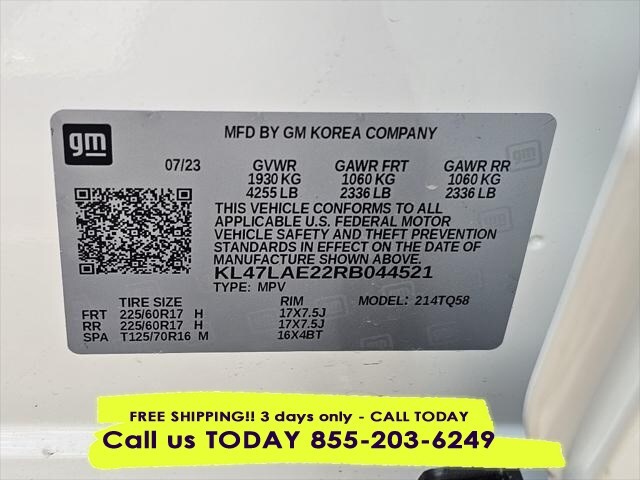 gm
MFD BY GM KOREA COMPANY
07/23 GVWR GAWR FRT GAWR RR
1930 KG 1060 KG 1060 KG
4255 LB 2336 LB 2336 LB
THIS VEHICLE CONFORMS TO ALL
APPLICABLE U.S. FEDERAL MOTOR
VEHICLE SAFETY AND THEFT PREVENTION
STANDARDS IN EFFECT ON THE DATE OF
MANUFACTURE SHOWN ABOVE.
KL47LAE22RB044521
TYPE: MPV MODEL: 214TQ58
TIRE SIZE RIM
FRT 225/60R17 H 17X7.5J
RR 225/60R17 H 17X7.5J
SPA T125/70R16 M 16X4BT
FREE SHIPPING!! 3 days only - CALL TODAY
Call us TODAY 855-203-6249